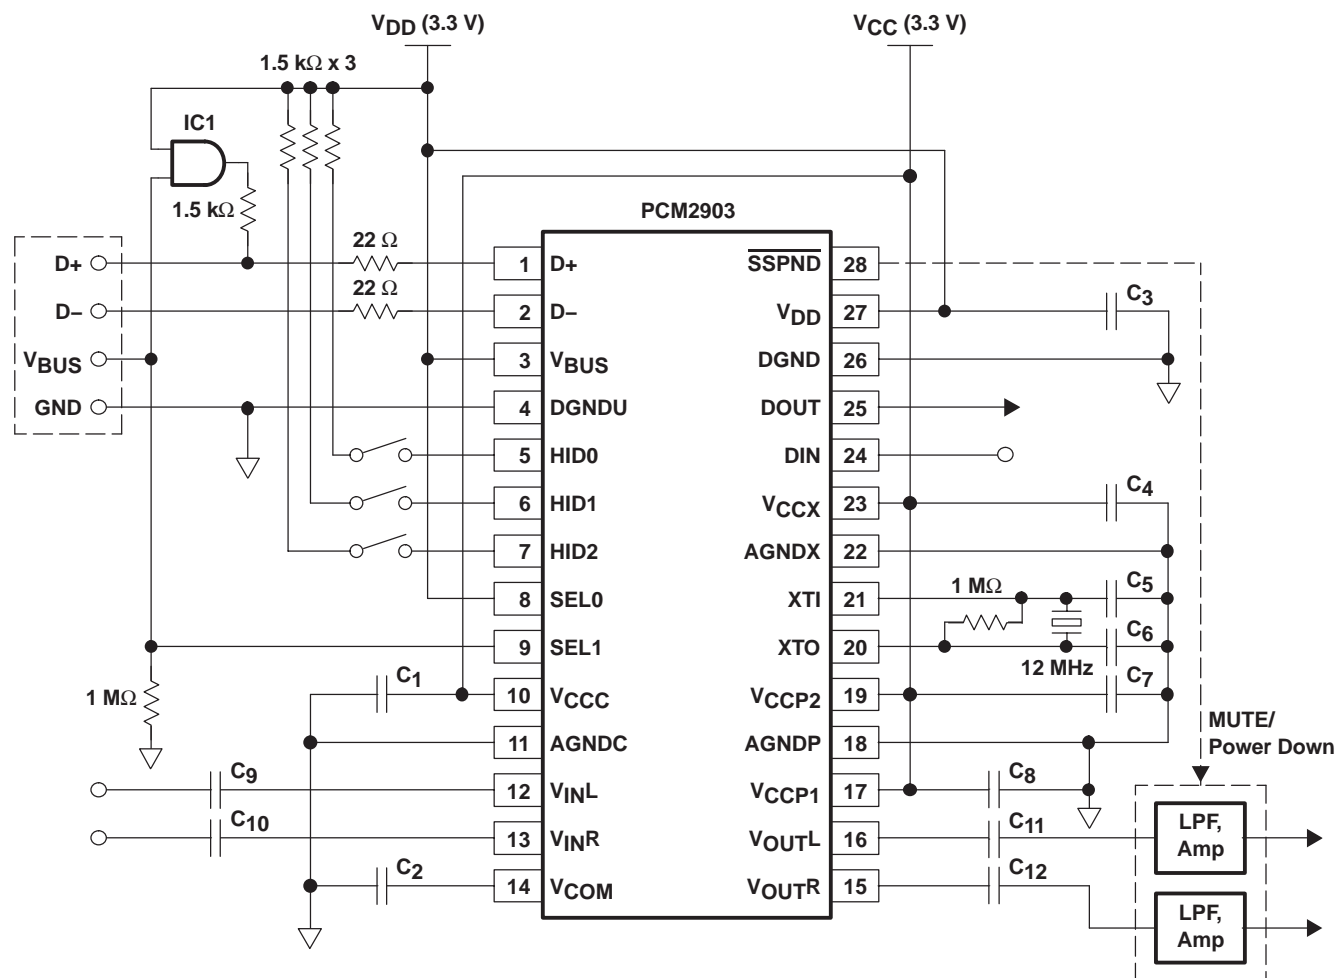 VDD (3.3 V)
VCC (3.3 V)
1.5 kΩ x 3
IC1
1.5 kΩ
PCM2903
22 Ω
22 Ω
D+
D−
VBUS
GND
1 D+
2 D−
3 VBUS
4 DGNDU
5 HID0
6 HID1
7 HID2
8 SEL0
9 SEL1
10 VCCC
11 AGNDC
12 VINL
13 VINR
14 VCOM
SSPND 28
VDD 27
DGND 26
DOUT 25
DIN 24
VCCX 23
AGNDX 22
XTI 21
XTO 20
VCCP2 19
AGNDP 18
VCCP1 17
VOUTL 16
VOUTR 15
C3
C4
1 MΩ
C5
C6
12 MHz
C7
C1
1 MΩ
C9
C10
C2
C8
C11
C12
MUTE/
Power Down
LPF,
Amp
LPF,
Amp